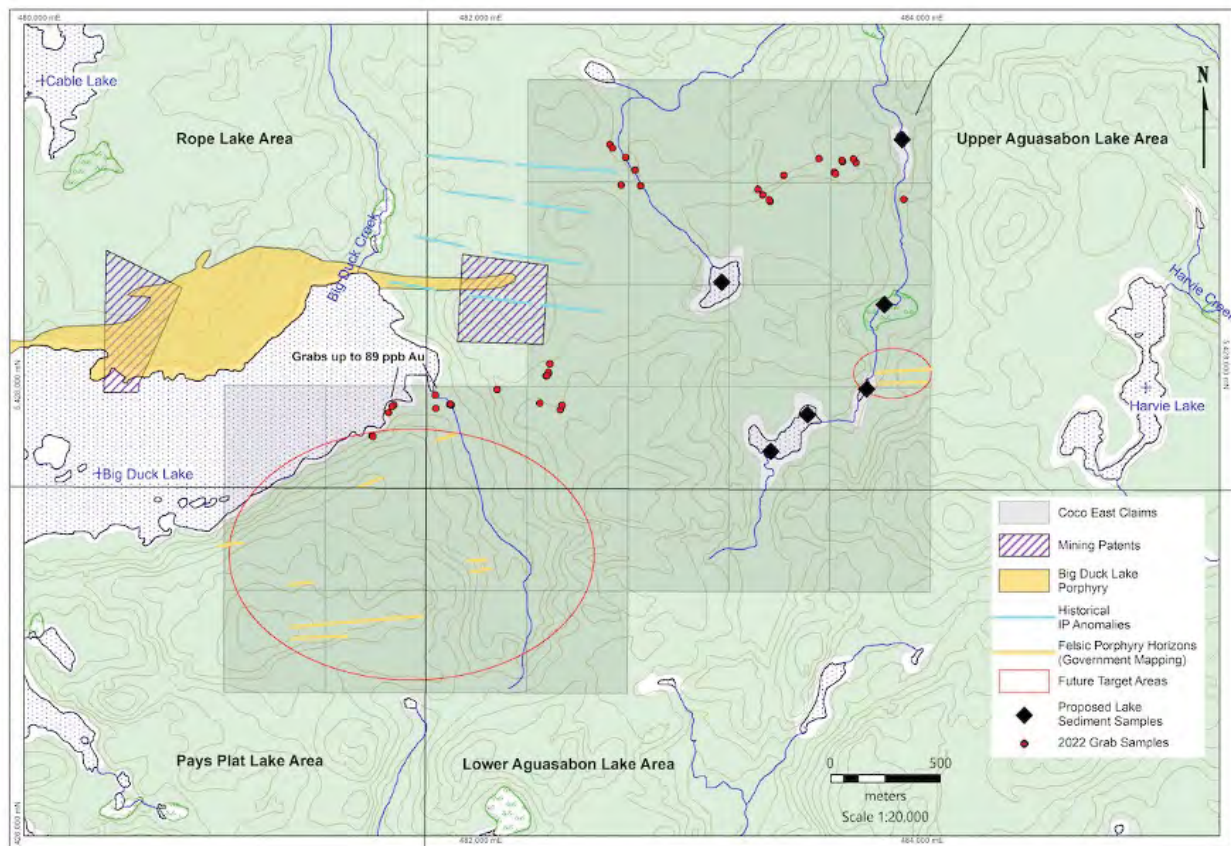 480,000 mE
482,000 mE
484,000 mE
Cable Lake
N
Rope Lake Area
Upper Aguasabon Lake Area
Big Duck Creek
Harvie Creek
Grabs up to 89 ppb Au
Harvie Lake
Big Duck Lake
Coco East Claims
Mining Patents
Big Duck Lake
Porphyry
Historical
IP Anomalies
Felsic Porphyry Horizons
(Government Mapping)
Future Target Areas
Proposed Lake
Sediment Samples
2022 Grab Samples
Pays Plat Lake Area
Lower Aguasabon Lake Area
0 500
meters
Scale 1:20,000
482,000 mE
484,000 mE